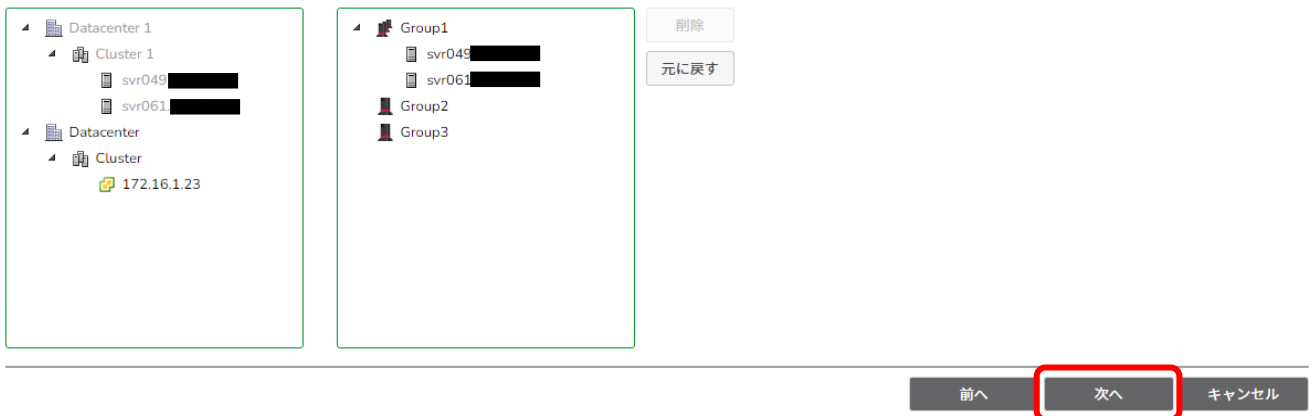 Datacenter 1
Cluster 1
svr049
svr061.
Datacenter
Cluster
172.16.1.23
Group1
svr049
svr061
Group2
Group3
削除
元に戻す
前へ
次へ
キャンセル